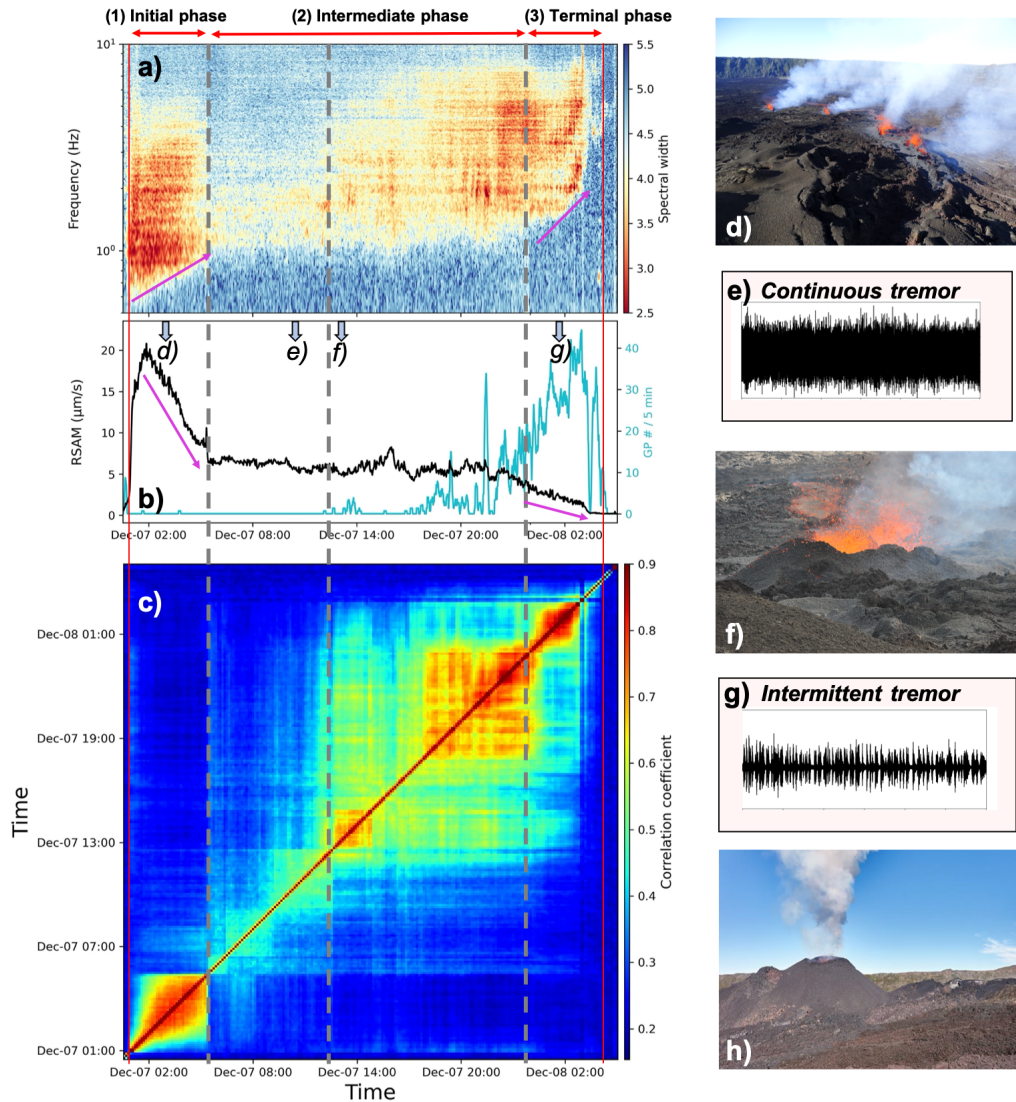 (1) Initial phase (2) Intermediate phase (3) Terminal phase
a)
10¹
10⁰
Frequency (Hz)
5.5
5.0
4.5
4.0
3.5
3.0
2.5
Spectral width
d) e) f) g)
b)
20
15
10
5
0
RSAM (μm/s)
40
30
20
10
0
GP # / 5 min
Dec-07 02:00 Dec-07 08:00 Dec-07 14:00 Dec-07 20:00 Dec-08 02:00
c)
Dec-08 01:00
Dec-07 19:00
Dec-07 13:00
Dec-07 07:00
Dec-07 01:00
Time
0.9
0.8
0.7
0.6
0.5
0.4
0.3
0.2
Correlation coefficient
Dec-07 02:00 Dec-07 08:00 Dec-07 14:00 Dec-07 20:00 Dec-08 02:00
Time
d)
e) Continuous tremor
f)
g) Intermittent tremor
h)